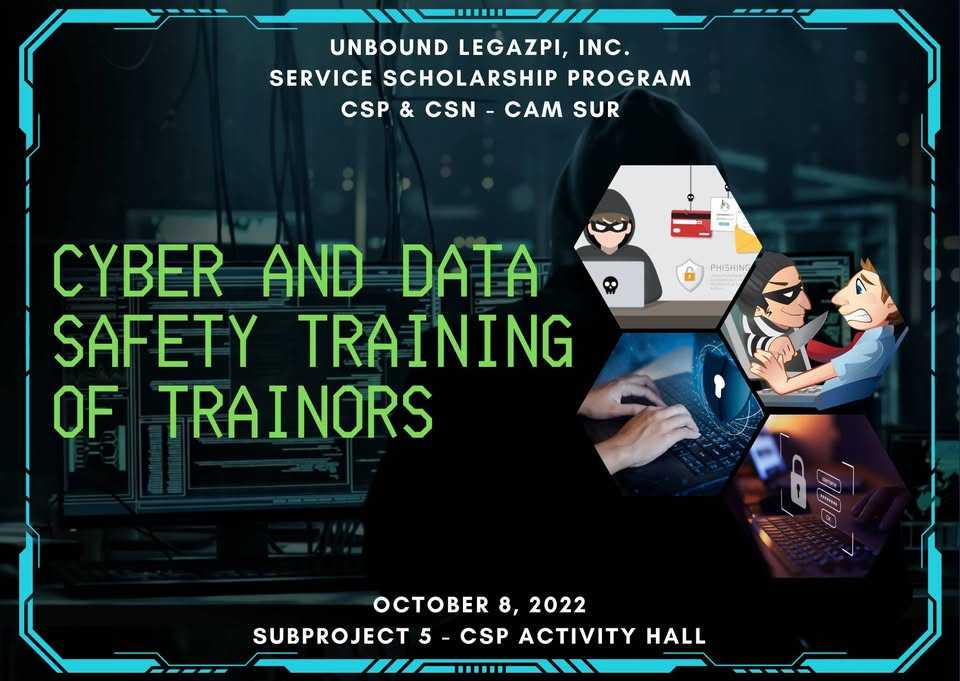 UNBOUND LEGAZPI, INC.
SERVICE SCHOLARSHIP PROGRAM
CSP & CSN - CAM SUR
CYBER AND DATA
SAFETY TRAINING
OF TRAINORS
PHISHING
OCTOBER 8, 2022
SUBPROJECT 5 - CSP ACTIVITY HALL